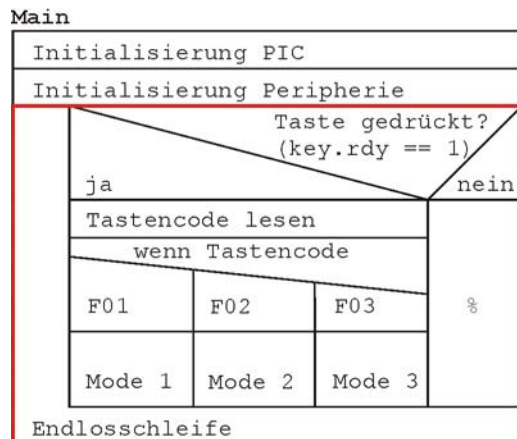 Main
Initialisierung PIC
Initialisierung Peripherie
Taste gedrückt?
(key.rdy == 1)
ja
nein
Tastencode lesen
wenn Tastencode
F01 F02 F03 %
Mode 1 Mode 2 Mode 3
Endlosschleife